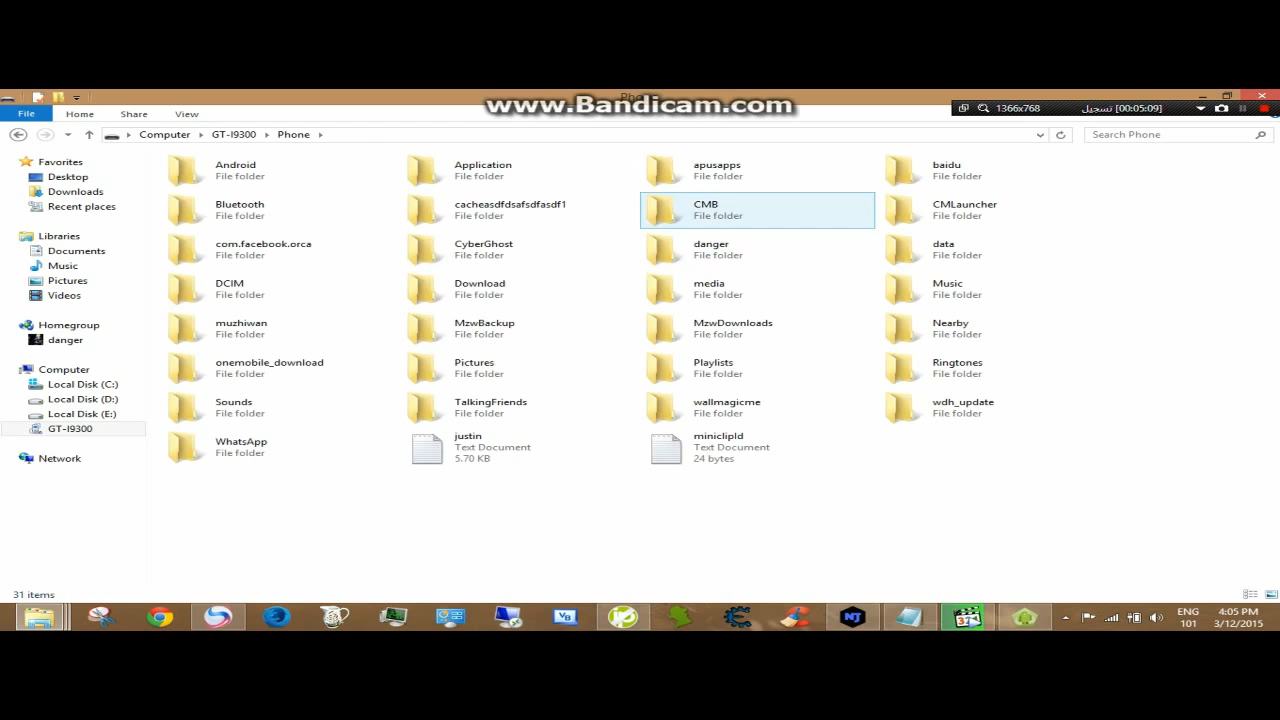 www.Bandicam.com
1366x768
تسجيل [00:05:09]
File
Home
Share
View
Computer
GT-I9300
Phone
Search Phone
Favorites
Desktop
Downloads
Recent places
Libraries
Documents
Music
Pictures
Videos
Homegroup
danger
Computer
Local Disk (C:)
Local Disk (D:)
Local Disk (E:)
GT-I9300
Network
Android
File folder
Application
File folder
apusapps
File folder
baidu
File folder
Bluetooth
File folder
cacheasdfdsafsdfasdf1
File folder
CMB
File folder
CMLauncher
File folder
com.facebook.orca
File folder
CyberGhost
File folder
danger
File folder
data
File folder
DCIM
File folder
Download
File folder
media
File folder
Music
File folder
muzhiwan
File folder
MzwBackup
File folder
MzwDownloads
File folder
Nearby
File folder
onemobile_download
File folder
Pictures
File folder
Playlists
File folder
Ringtones
File folder
Sounds
File folder
TalkingFriends
File folder
wallmagicme
File folder
wdh_update
File folder
WhatsApp
File folder
justin
Text Document
5.70 KB
miniclipId
Text Document
24 bytes
31 items
VB
NJ
31
ENG
101
4:05 PM
3/12/2015